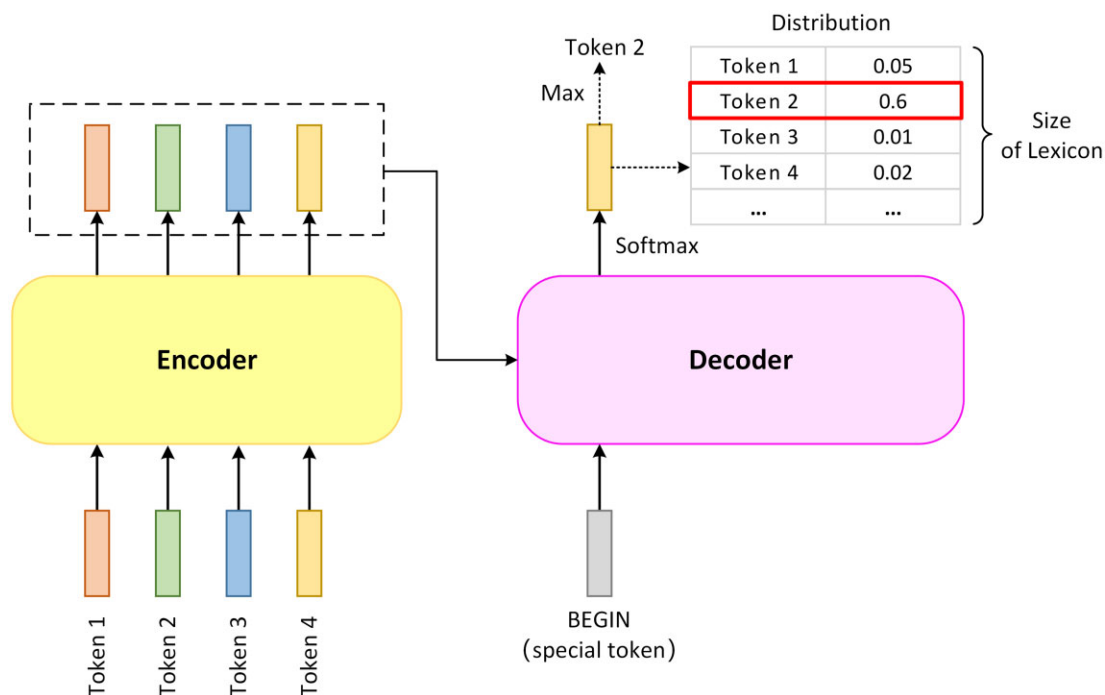 Distribution
Token 2
Max
Token 1 0.05
Token 2 0.6
Token 3 0.01
Token 4 0.02
... ...
Size
of Lexicon
Softmax
Encoder
Decoder
Token 1
Token 2
Token 3
Token 4
BEGIN
(special token)